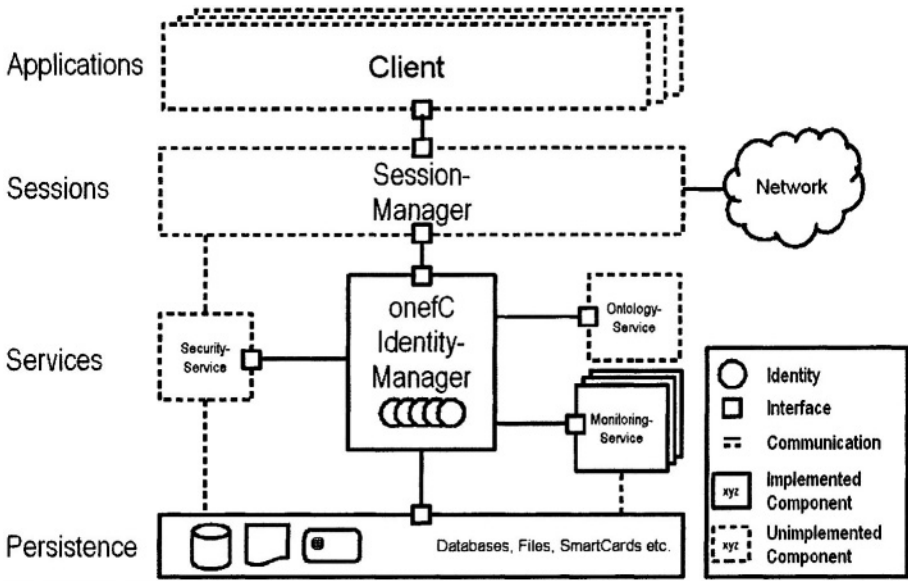 Applications
Client
Sessions
Session-
Manager
Network
Services
Security-
Service
onefC
Identity-
Manager
Ontology-
Service
Monitoring-
Service
Identity
Interface
Communication
xyz
Implemented
Component
xyz
Unimplemented
Component
Persistence
Databases, Files, SmartCards etc.